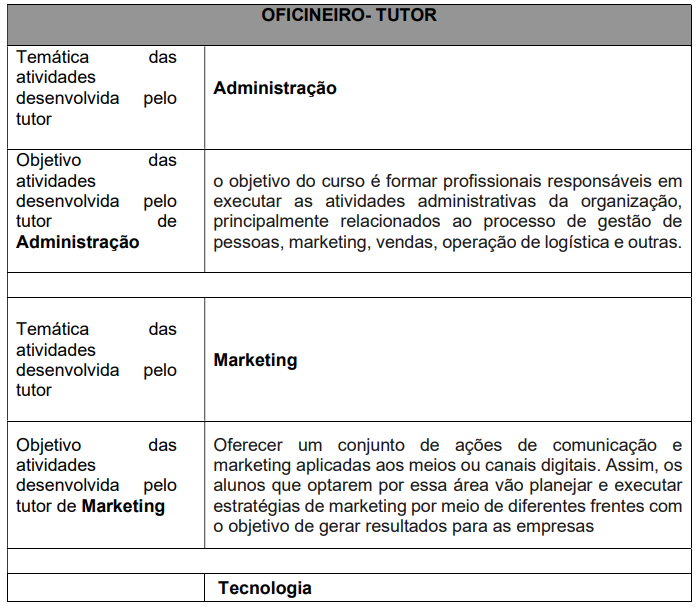 OFICINEIRO- TUTOR
Temática das
atividades
desenvolvida pelo
tutor
Administração
Objetivo das
atividades
desenvolvida pelo
tutor de
Administração
o objetivo do curso é formar profissionais responsáveis em
executar as atividades administrativas da organização,
principalmente relacionados ao processo de gestão de
pessoas, marketing, vendas, operação de logística e outras.
Temática das
atividades
desenvolvida pelo
tutor
Marketing
Objetivo das
atividades
desenvolvida pelo
tutor de Marketing
Oferecer um conjunto de ações de comunicação e
marketing aplicadas aos meios ou canais digitais. Assim, os
alunos que optarem por essa área vão planejar e executar
estratégias de marketing por meio de diferentes frentes com
o objetivo de gerar resultados para as empresas
Tecnologia